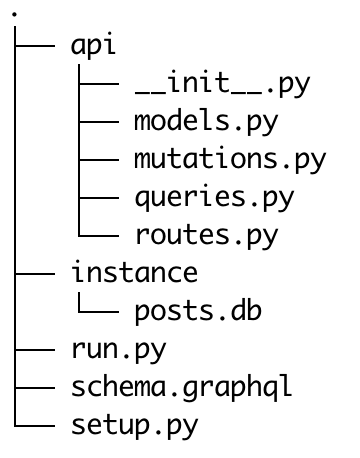 .
api
__init__.py
models.py
mutations.py
queries.py
routes.py
instance
posts.db
run.py
schema.graphql
setup.py